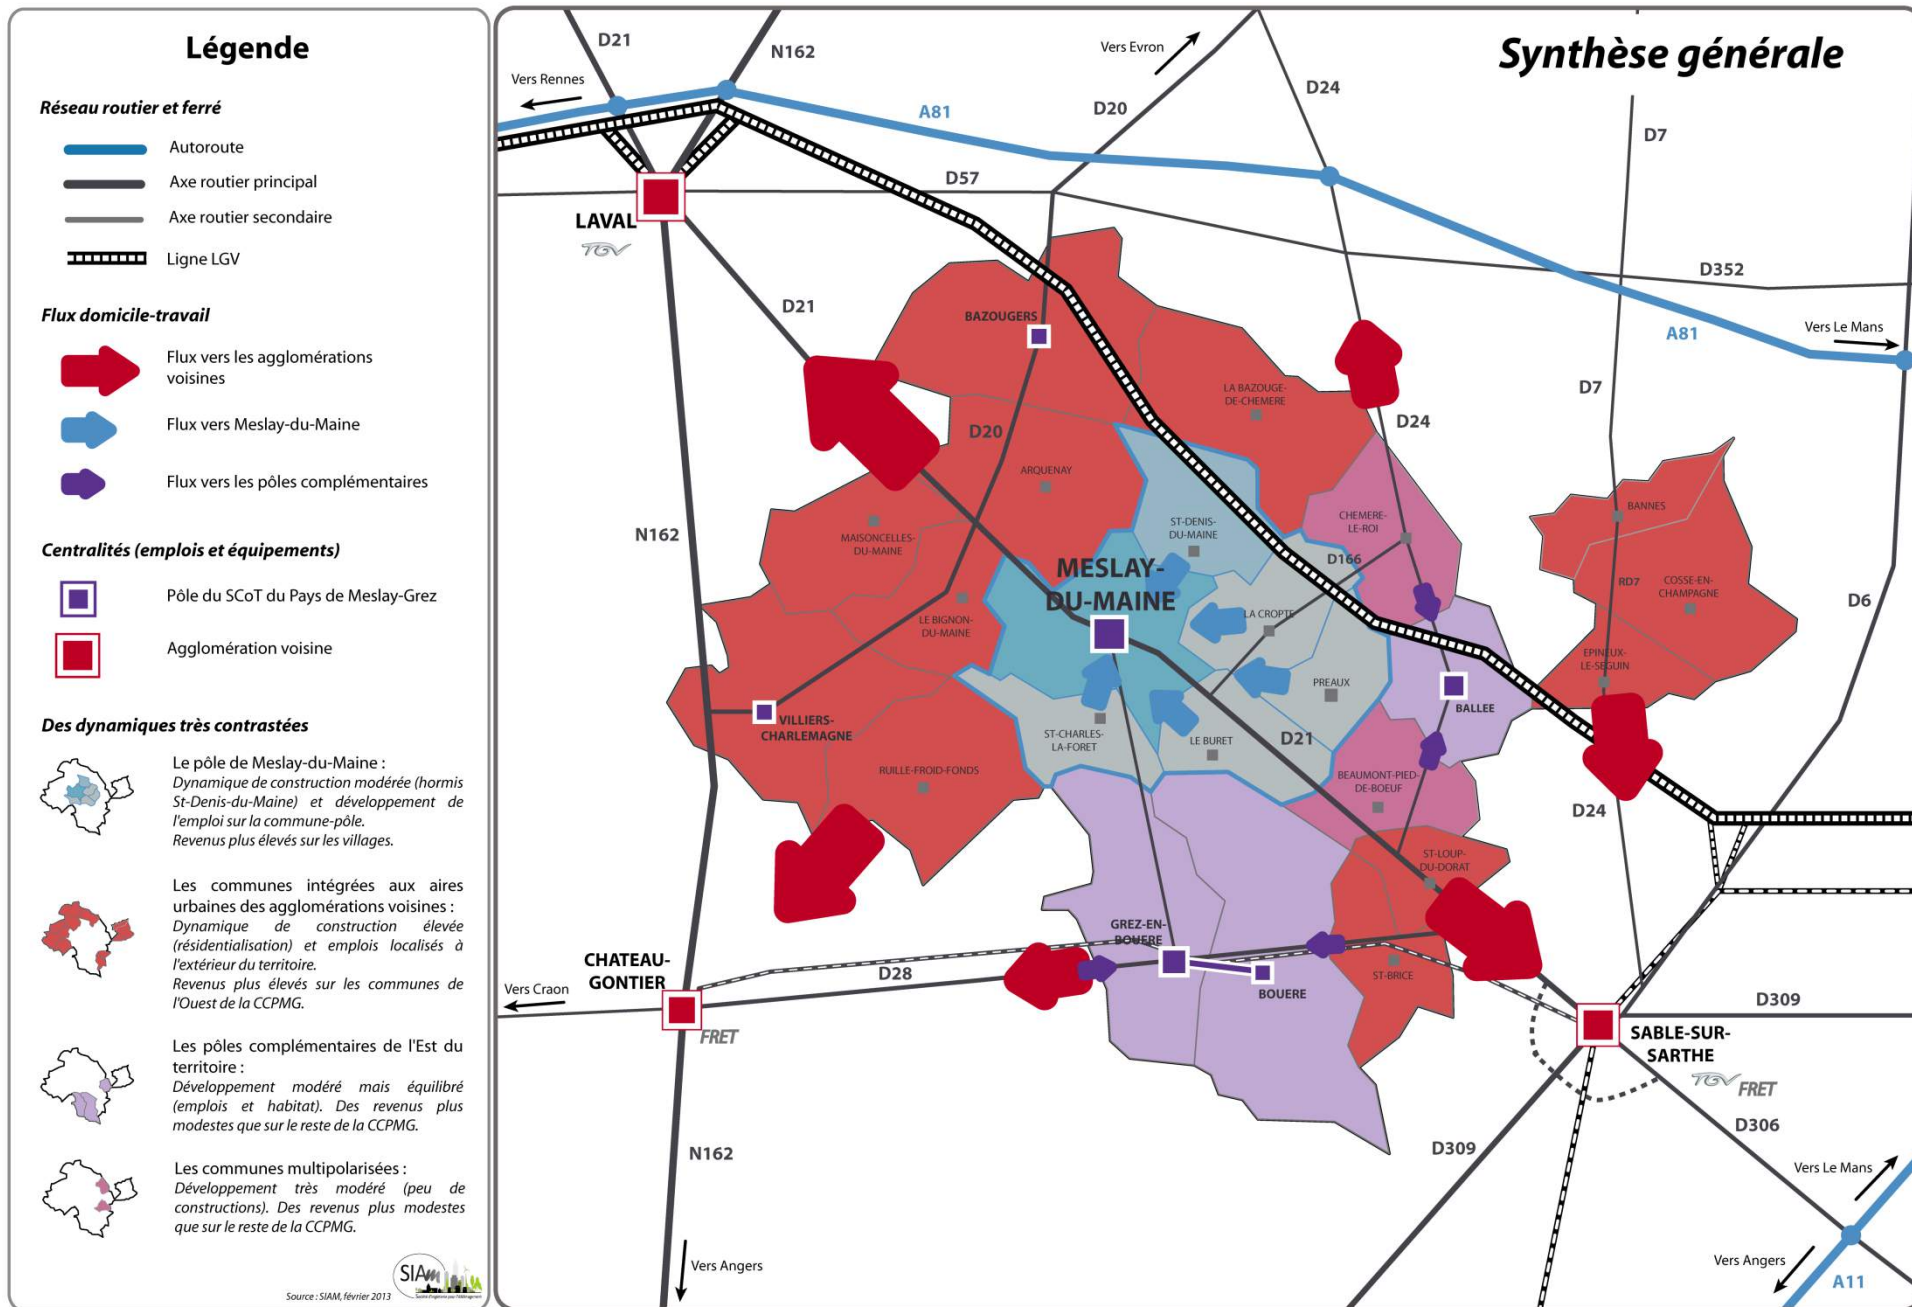 Légende
Réseau routier et ferré
Autoroute
Axe routier principal
Axe routier secondaire
Ligne LGV
Flux domicile-travail
Flux vers les agglomérations
voisines
Flux vers Meslay-du-Maine
Flux vers les pôles complémentaires
Centralités (emplois et équipements)
Pôle du SCoT du Pays de Meslay-Grez
Agglomération voisine
Des dynamiques très contrastées
Le pôle de Meslay-du-Maine :
Dynamique de construction modérée (hormis
St-Denis-du-Maine) et développement de
l'emploi sur la commune-pôle.
Revenus plus élevés sur les villages.
Les communes intégrées aux aires
urbaines des agglomérations voisines :
Dynamique de construction élevée
(résidentialisation) et emplois localisés à
l'extérieur du territoire.
Revenus plus élevés sur les communes de
l'Ouest de la CCPMG.
Les pôles complémentaires de l'Est du
territoire :
Développement modéré mais équilibré
(emplois et habitat). Des revenus plus
modestes que sur le reste de la CCPMG.
Les communes multipolarisées :
Développement très modéré (peu de
constructions). Des revenus plus modestes
que sur le reste de la CCPMG.
Source : SIAM, février 2013
SIAm
Synthèse générale
D21
N162
Vers Evron
Vers Rennes
D24
D20
A81
D7
D57
LAVAL
TGV
D352
D21
BAZOUGERS
A81
Vers Le Mans
LA BAZOUGE-
DE-CHEMERE
D7
D24
D20
ARQUENAY
BANNES
CHEMERE-
LE-ROI
ST-DENIS-
DU-MAINE
N162
MAISONCELLES-
DU-MAINE
D166
MESLAY-
DU-MAINE
RD7
COSSE-EN-
CHAMPAGNE
D6
LA CROPTE
LE BIGNON-
DU-MAINE
EPINEUX-
LE-SEGUIN
PREAUX
BALLEE
VILLIERS-
CHARLEMAGNE
ST-CHARLES-
LA-FORET
LE BURET
D21
RUILLE-FROID-FONDS
BEAUMONT-PIED-
DE-BOEUF
D24
ST-LOUP-
DU-DORAT
GREZ-EN-
BOUERE
CHATEAU-
GONTIER
D28
ST-BRICE
Vers Craon
BOUERE
D309
FRET
SABLE-SUR-
SARTHE
TGV
FRET
D306
N162
D309
Vers Le Mans
Vers Angers
Vers Angers
A11